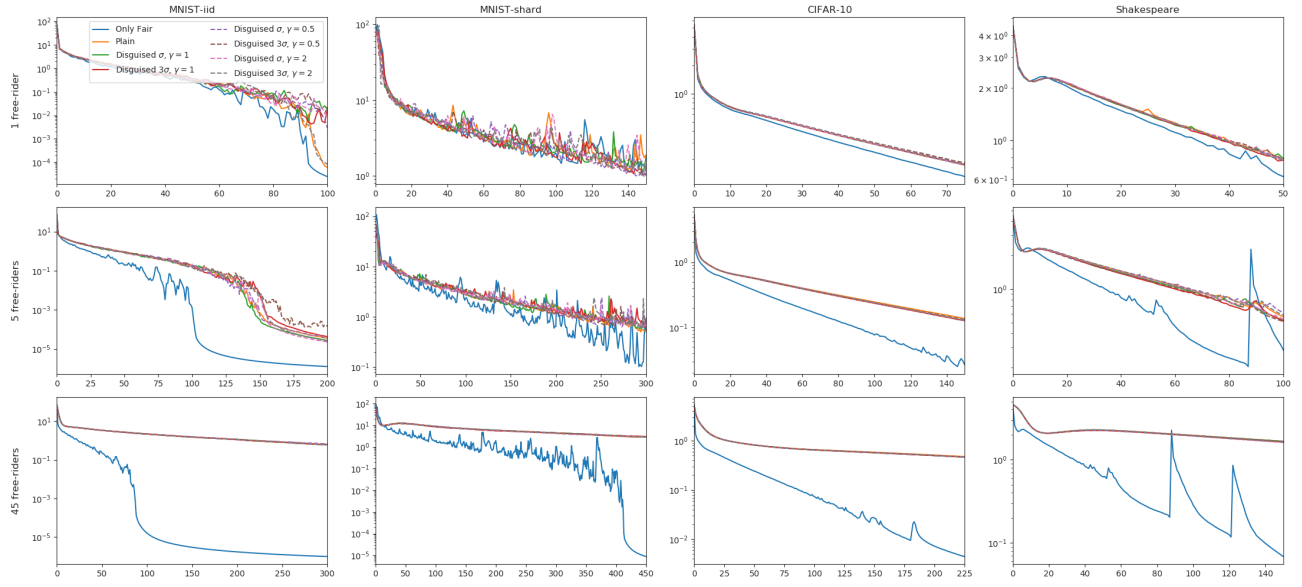 MNIST-iid
MNIST-shard
CIFAR-10
Shakespeare
1 free-rider
10²
10¹
10⁰
10⁻¹
10⁻²
10⁻³
10⁻⁴
Only Fair
Plain
Disguised σ, γ = 1
Disguised 3σ, γ = 1
Disguised σ, γ = 0.5
Disguised 3σ, γ = 0.5
Disguised σ, γ = 2
Disguised 3σ, γ = 2
0 20 40 60 80 100
10²
10¹
10⁰
0 20 40 60 80 100 120 140
10⁰
0 10 20 30 40 50 60 70
4 × 10⁰
3 × 10⁰
2 × 10⁰
10⁰
6 × 10⁻¹
0 10 20 30 40 50
5 free-riders
10¹
10⁻¹
10⁻³
10⁻⁵
0 25 50 75 100 125 150 175 200
10²
10¹
10⁰
10⁻¹
0 50 100 150 200 250 300
10⁰
10⁻¹
0 20 40 60 80 100 120 140
10⁰
0 20 40 60 80 100
45 free-riders
10¹
10⁻¹
10⁻³
10⁻⁵
0 50 100 150 200 250 300
10²
10¹
10⁰
10⁻¹
10⁻²
10⁻³
10⁻⁴
10⁻⁵
0 50 100 150 200 250 300 350 400 450
10⁰
10⁻¹
10⁻²
0 25 50 75 100 125 150 175 200 225
10⁰
10⁻¹
0 20 40 60 80 100 120 140